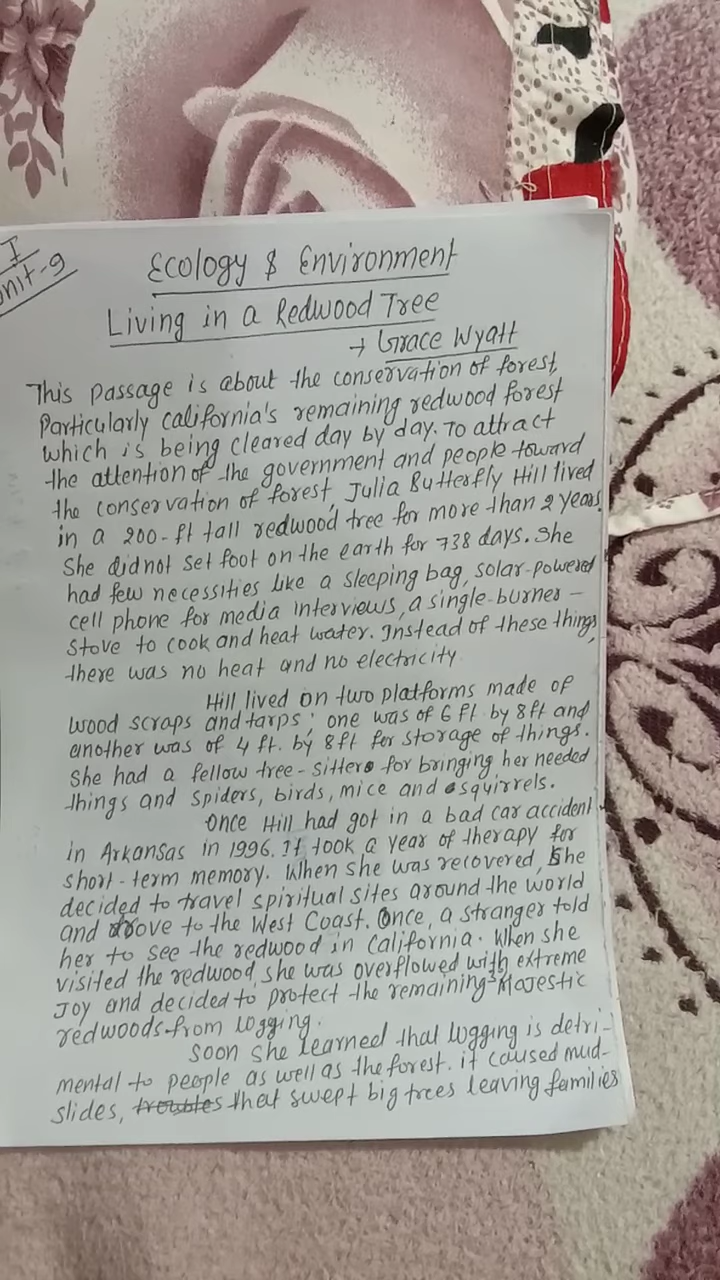 I
Unit-9
Ecology & Environment
Living in a Redwood Tree
→ Grace Wyatt
This passage is about the conservation of forest,
Particularly California's remaining redwood forest
which is being cleared day by day. To attract
the attention of the government and people toward
the conservation of forest, Julia Butterfly Hill lived
in a 200-ft tall redwood tree for more than 2 years.
She didnot set foot on the earth for 738 days. She
had few necessities like a sleeping bag, solar-powered
cell phone for media interviews, a single-burner -
stove to cook and heat water. Instead of these things,
there was no heat and no electricity.
Hill lived on two platforms made of
wood scraps and tarps; one was of 6 ft by 8ft and
another was of 4 ft. by 8ft for storage of things.
She had a fellow tree-sitters for bringing her needed
things and spiders, birds, mice and squirrels.
Once Hill had got in a bad car accident
in Arkansas in 1996. It took a year of therapy for
short-term memory. When she was recovered, She
decided to travel spiritual sites around the world
and drove to the West Coast. Once, a stranger told
her to see the redwood in California. When she
visited the redwood, she was overflowed with extreme
Joy and decided to protect the remaining Majestic
redwoods from logging.
Soon she learned that logging is detri-
mental to people as well as the forest. it caused mud-
slides, troubles that swept big trees leaving families